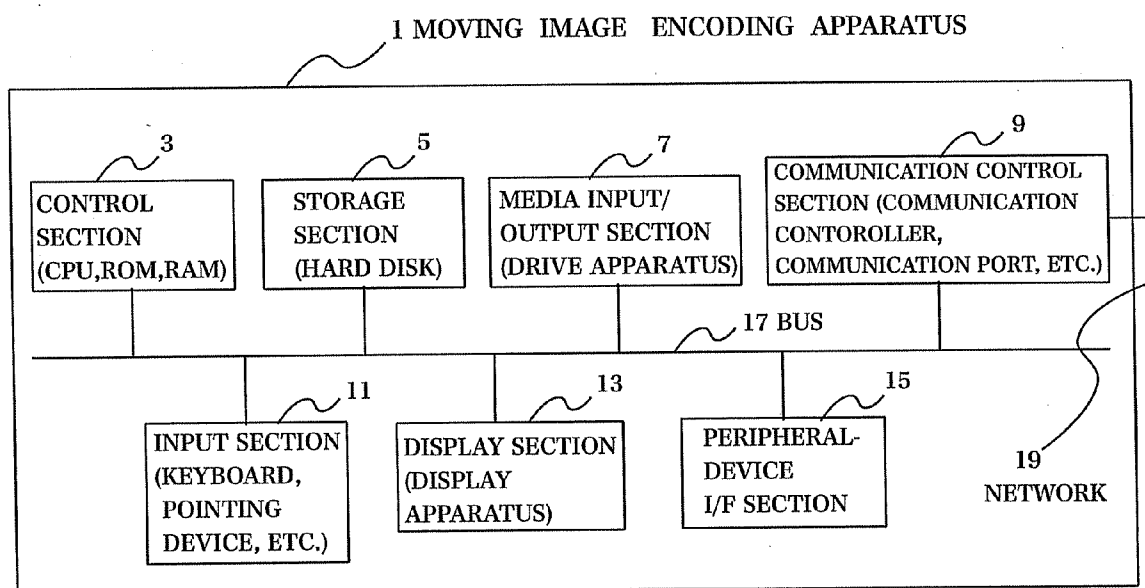 1 MOVING IMAGE ENCODING APPARATUS
3
CONTROL
SECTION
(CPU,ROM,RAM)
5
STORAGE
SECTION
(HARD DISK)
7
MEDIA INPUT/
OUTPUT SECTION
(DRIVE APPARATUS)
9
COMMUNICATION CONTROL
SECTION (COMMUNICATION
CONTOROLLER,
COMMUNICATION PORT, ETC.)
17 BUS
11
INPUT SECTION
(KEYBOARD,
POINTING
DEVICE, ETC.)
13
DISPLAY SECTION
(DISPLAY
APPARATUS)
15
PERIPHERAL-
DEVICE
I/F SECTION
19
NETWORK